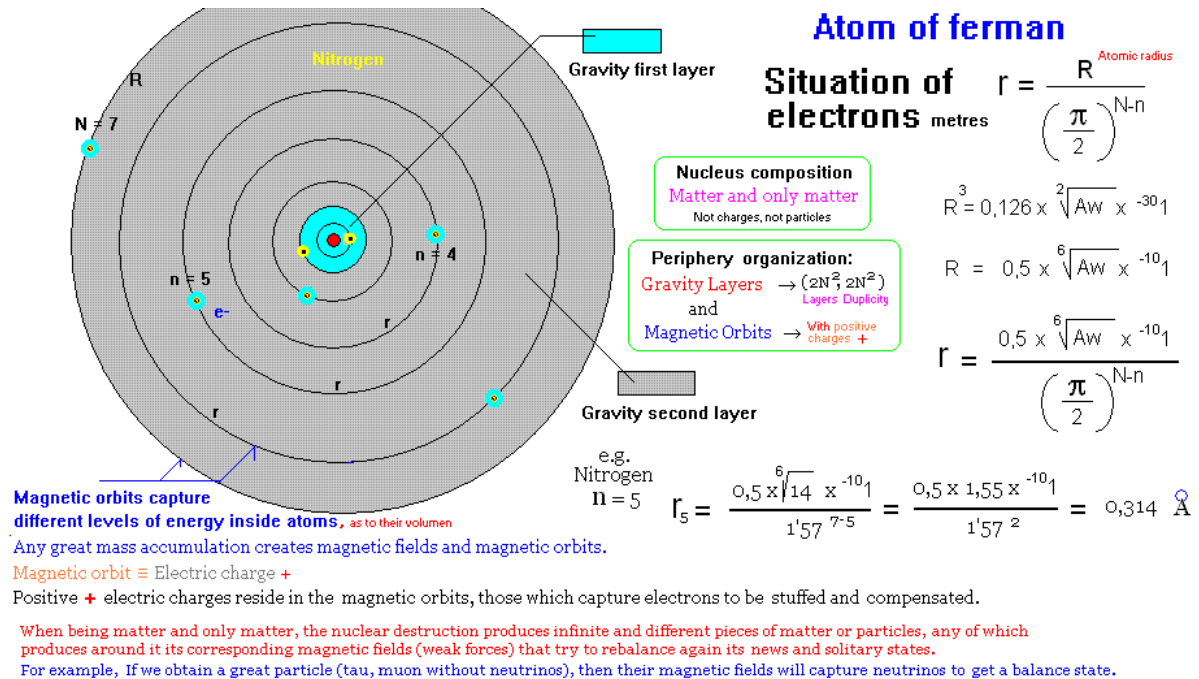 Atom of ferman
Nitrogen
R
N = 7
n = 5
e-
n = 4
r
r
r
Gravity first layer
Situation of
electrons metres
r = R Atomic radius / (π/2)^N-n
Nucleus composition
Matter and only matter
Not charges, not particles
R³ = 0,126 x ²√Aw x ⁻³⁰1
Periphery organization:
Gravity Layers → (2N²; 2N²)
Layers Duplicity
and
Magnetic Orbits → With positive
charges +
R = 0,5 x ⁶√Aw x ⁻¹⁰1
r = 0,5 x ⁶√Aw x ⁻¹⁰1 / (π/2)^N-n
Gravity second layer
e.g.
Nitrogen
n = 5
r₅ = 0,5 x ⁶√14 x ⁻¹⁰1 / 1'57 ⁷⁻⁵ = 0,5 x 1,55 x ⁻¹⁰1 / 1'57 ² = 0,314 Å
Magnetic orbits capture
different levels of energy inside atoms, as to their volumen
Any great mass accumulation creates magnetic fields and magnetic orbits.
Magnetic orbit ≡ Electric charge +
Positive + electric charges reside in the magnetic orbits, those which capture electrons to be stuffed and compensated.
When being matter and only matter, the nuclear destruction produces infinite and different pieces of matter or particles, any of which
produces around it its corresponding magnetic fields (weak forces) that try to rebalance again its news and solitary states.
For example, If we obtain a great particle (tau, muon without neutrinos), then their magnetic fields will capture neutrinos to get a balance state.